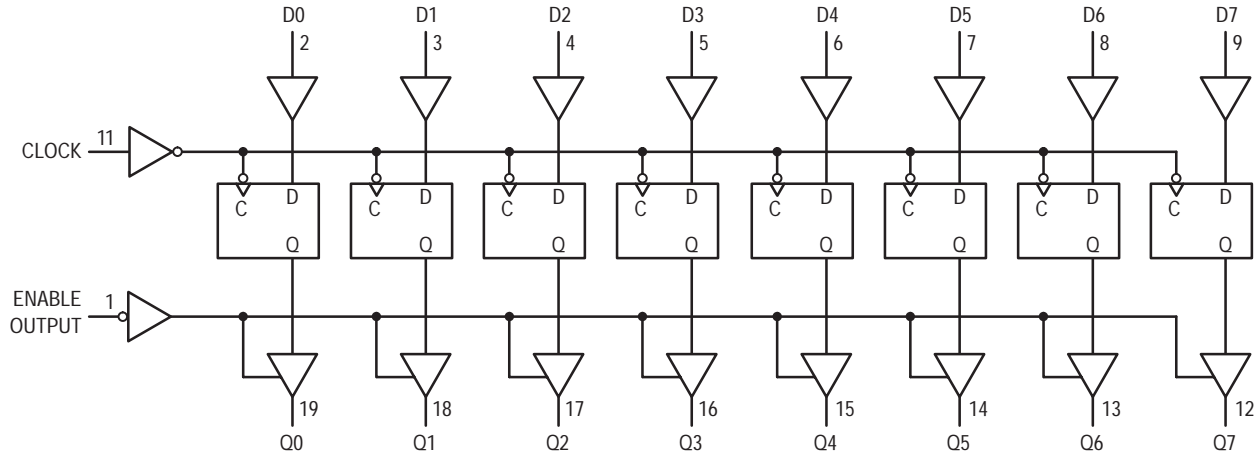 D0 D1 D2 D3 D4 D5 D6 D7
2 3 4 5 6 7 8 9
CLOCK 11
C D C D C D C D C D C D C D C D
Q Q Q Q Q Q Q Q
ENABLE
OUTPUT
1
19 18 17 16 15 14 13 12
Q0 Q1 Q2 Q3 Q4 Q5 Q6 Q7